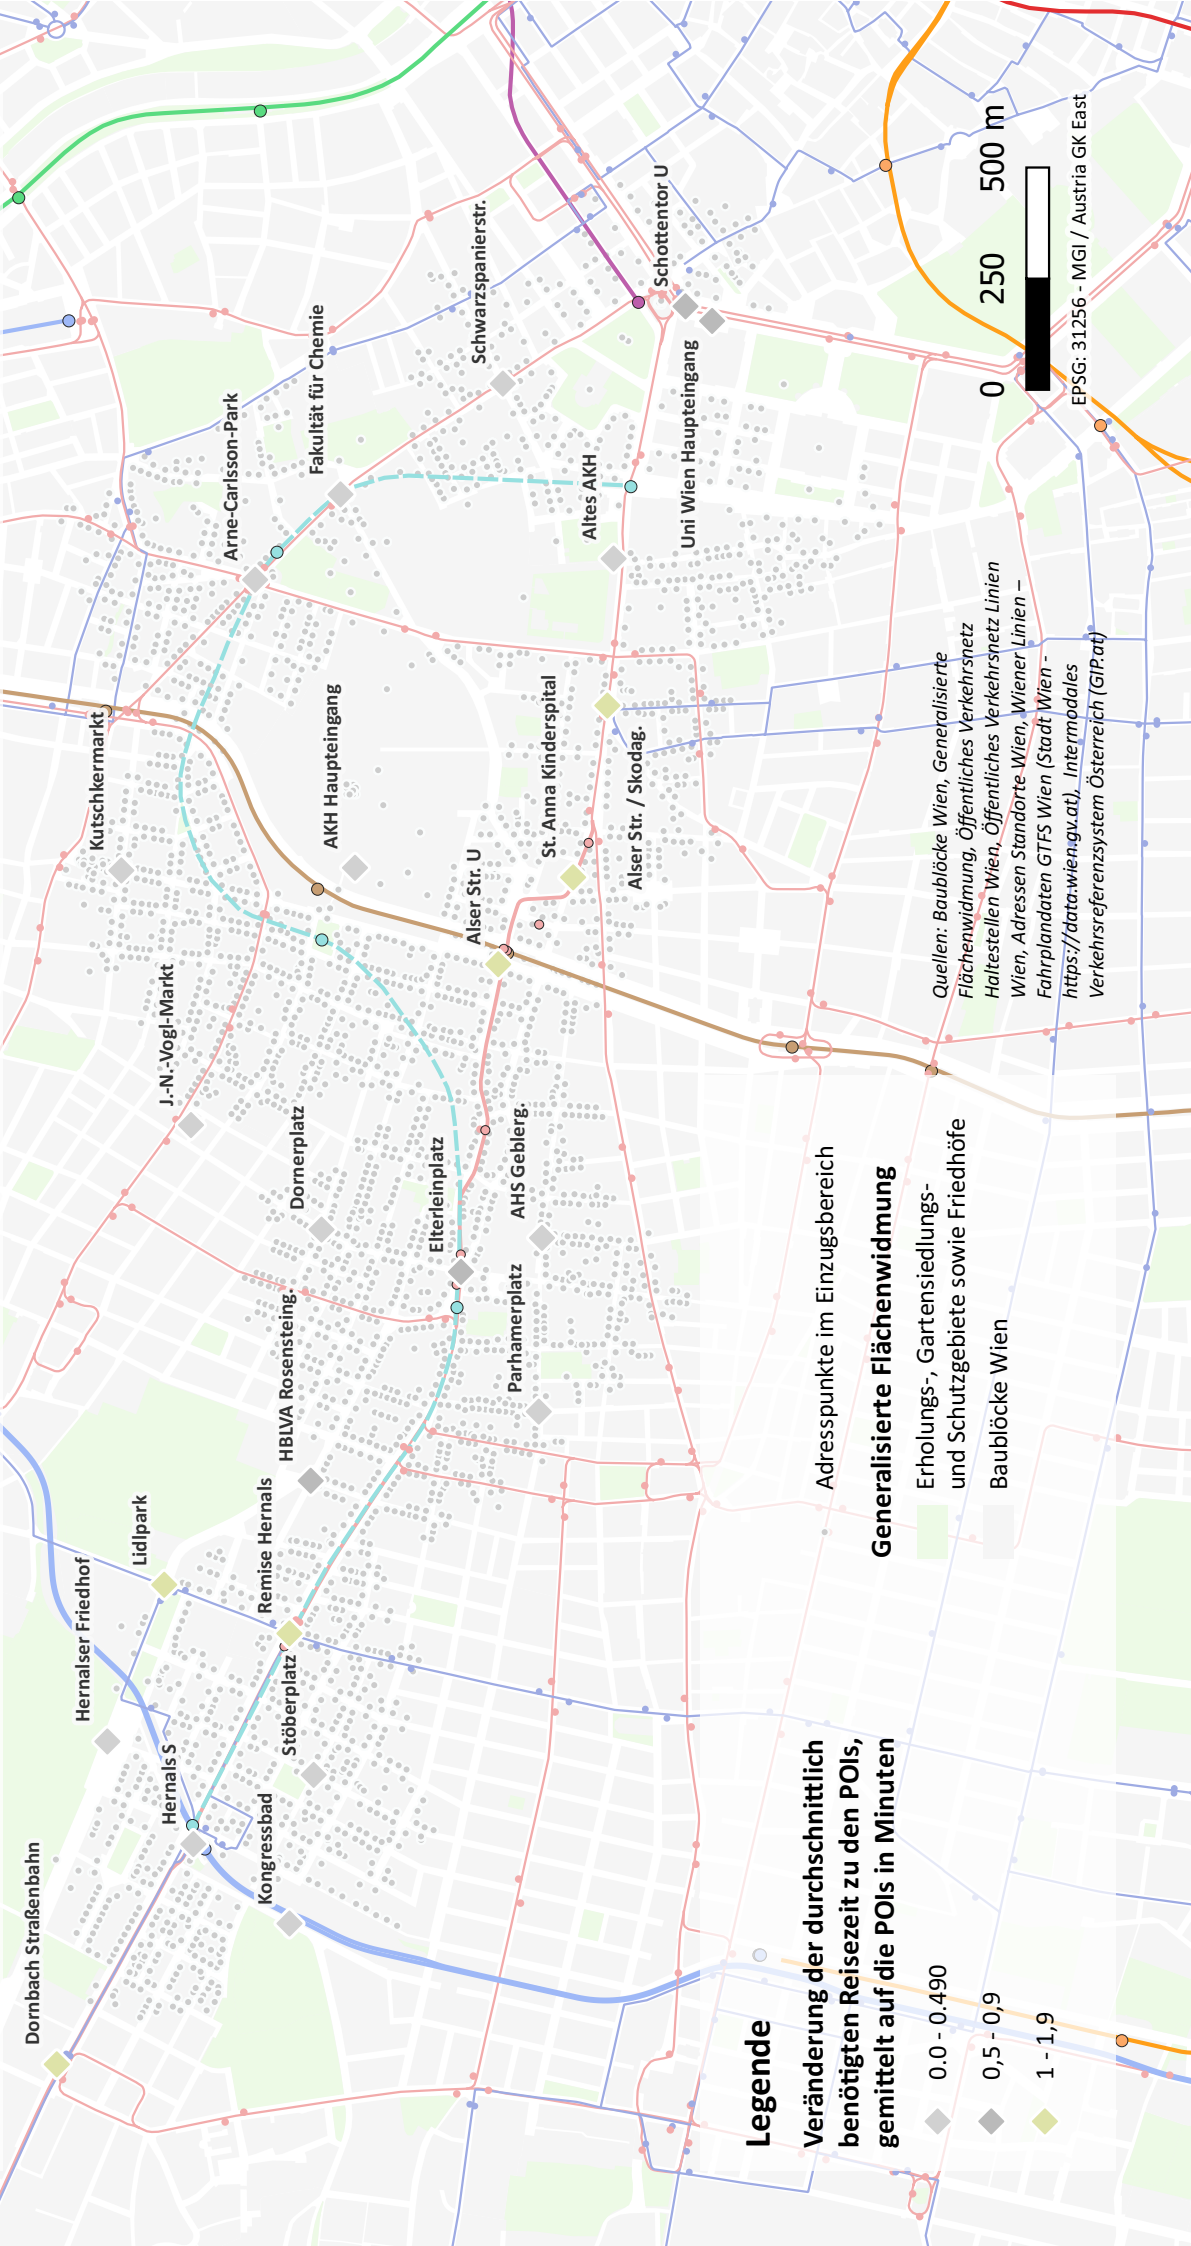 Dornbach Straßenbahn
Hernalser Friedhof
Lidlpark
Hernals S
Kongressbad
Stöberplatz
Remise Hernals
HBLVA Rosensteing.
Parhamerplatz
Dornerplatz
Elterleinplatz
AHS Geblerg.
J.-N.-Vogl-Markt
Kutschkermarkt
AKH Haupteingang
Alser Str. U
St. Anna Kinderspital
Alser Str. / Skodag.
Arne-Carlsson-Park
Fakultät für Chemie
Altes AKH
Uni Wien Haupteingang
Schwarzspanierstr.
Schottentor U
Legende
Veränderung der durchschnittlich
benötigten Reisezeit zu den POIs,
gemittelt auf die POIs in Minuten
0.0 - 0.490
0,5 - 0,9
1 - 1,9
Adresspunkte im Einzugsbereich
Generalisierte Flächenwidmung
Erholungs-, Gartensiedlungs-
und Schutzgebiete sowie Friedhöfe
Baublöcke Wien
Quellen: Baublöcke Wien, Generalisierte
Flächenwidmung, Öffentliches Verkehrsnetz
Haltestellen Wien, Öffentliches Verkehrsnetz Linien
Wien, Adressen Standorte Wien, Wiener Linien –
Fahrplandaten GTFS Wien (Stadt Wien -
https://data.wien.gv.at), Intermodales
Verkehrsreferenzsystem Österreich (GIP.at)
0 250 500 m
EPSG: 31256 - MGI / Austria GK East